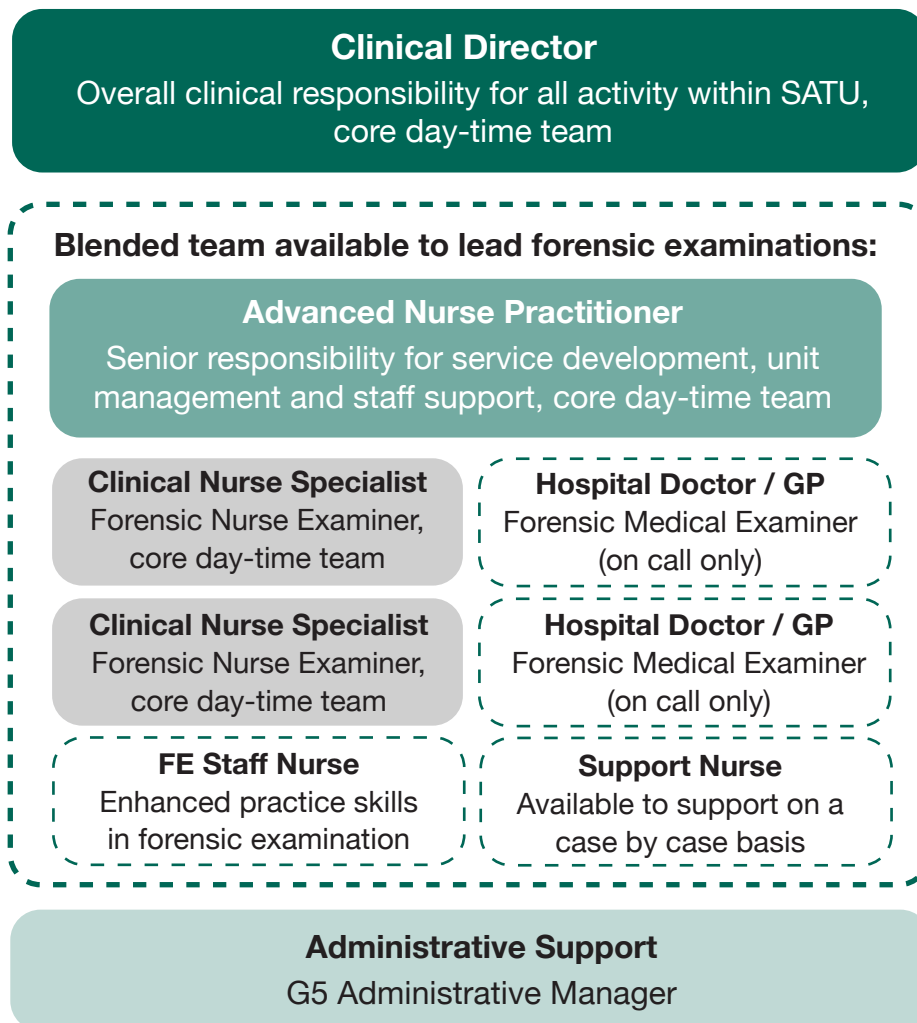 Clinical Director
Overall clinical responsibility for all activity within SATU,
core day-time team
Blended team available to lead forensic examinations:
Advanced Nurse Practitioner
Senior responsibility for service development, unit
management and staff support, core day-time team
Clinical Nurse Specialist
Forensic Nurse Examiner,
core day-time team
Hospital Doctor / GP
Forensic Medical Examiner
(on call only)
Clinical Nurse Specialist
Forensic Nurse Examiner,
core day-time team
Hospital Doctor / GP
Forensic Medical Examiner
(on call only)
FE Staff Nurse
Enhanced practice skills
in forensic examination
Support Nurse
Available to support on a
case by case basis
Administrative Support
G5 Administrative Manager